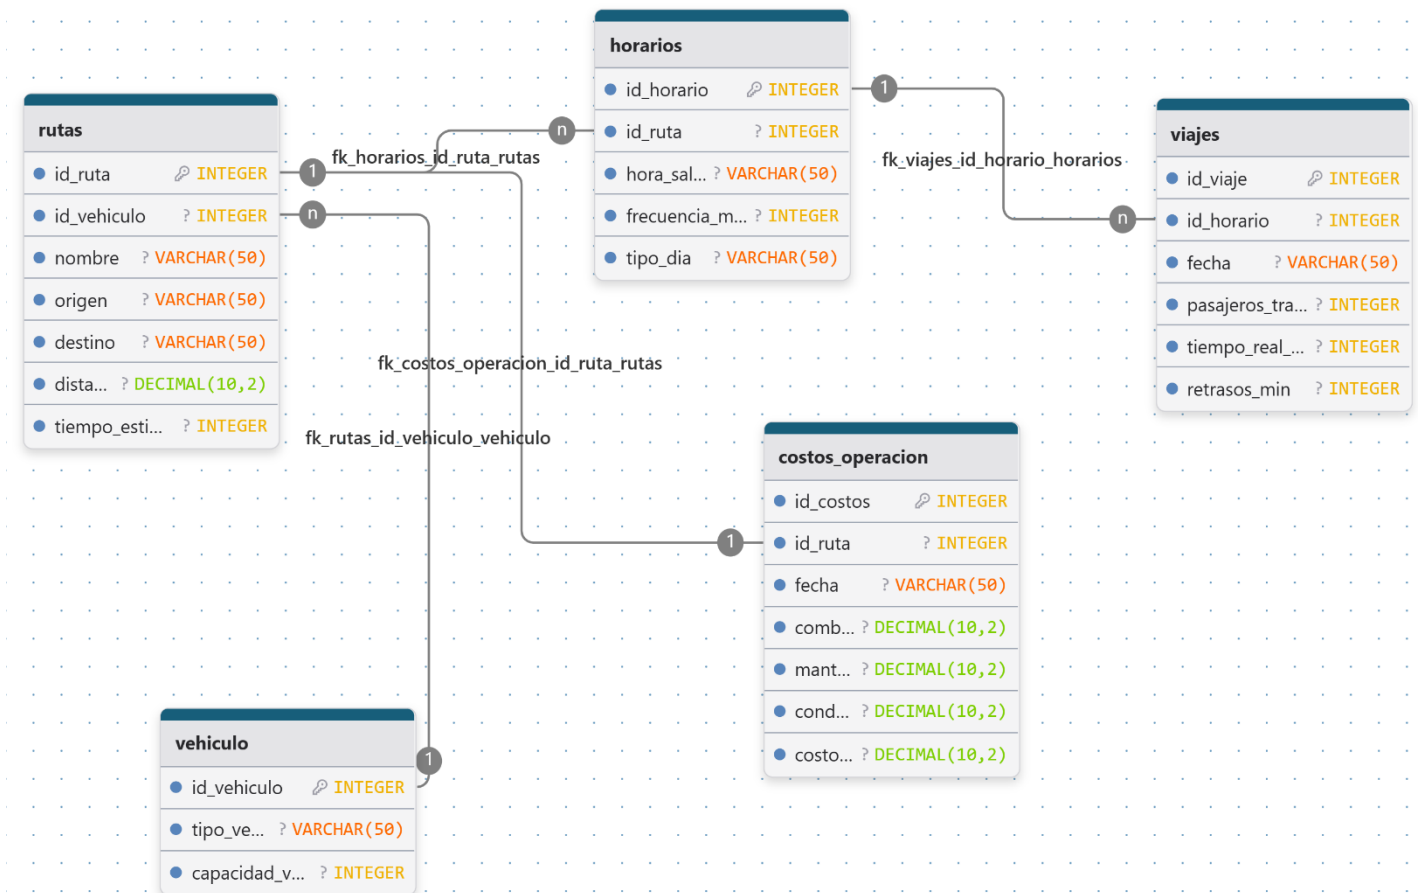 rutas
id_ruta INTEGER
id_vehiculo ? INTEGER
nombre ? VARCHAR(50)
origen ? VARCHAR(50)
destino ? VARCHAR(50)
dista... ? DECIMAL(10,2)
tiempo_esti... ? INTEGER
1
n
fk_horarios_id_ruta_rutas
n
horarios
id_horario INTEGER
id_ruta ? INTEGER
hora_sal... ? VARCHAR(50)
frecuencia_m... ? INTEGER
tipo_dia ? VARCHAR(50)
1
fk_viajes_id_horario_horarios
n
viajes
id_viaje INTEGER
id_horario ? INTEGER
fecha ? VARCHAR(50)
pasajeros_tra... ? INTEGER
tiempo_real_... ? INTEGER
retrasos_min ? INTEGER
fk_costos_operacion_id_ruta_rutas
fk_rutas_id_vehiculo_vehiculo
1
costos_operacion
id_costos INTEGER
id_ruta ? INTEGER
fecha ? VARCHAR(50)
comb... ? DECIMAL(10,2)
mant... ? DECIMAL(10,2)
cond... ? DECIMAL(10,2)
costo... ? DECIMAL(10,2)
vehiculo
id_vehiculo INTEGER
tipo_ve... ? VARCHAR(50)
capacidad_v... ? INTEGER
1